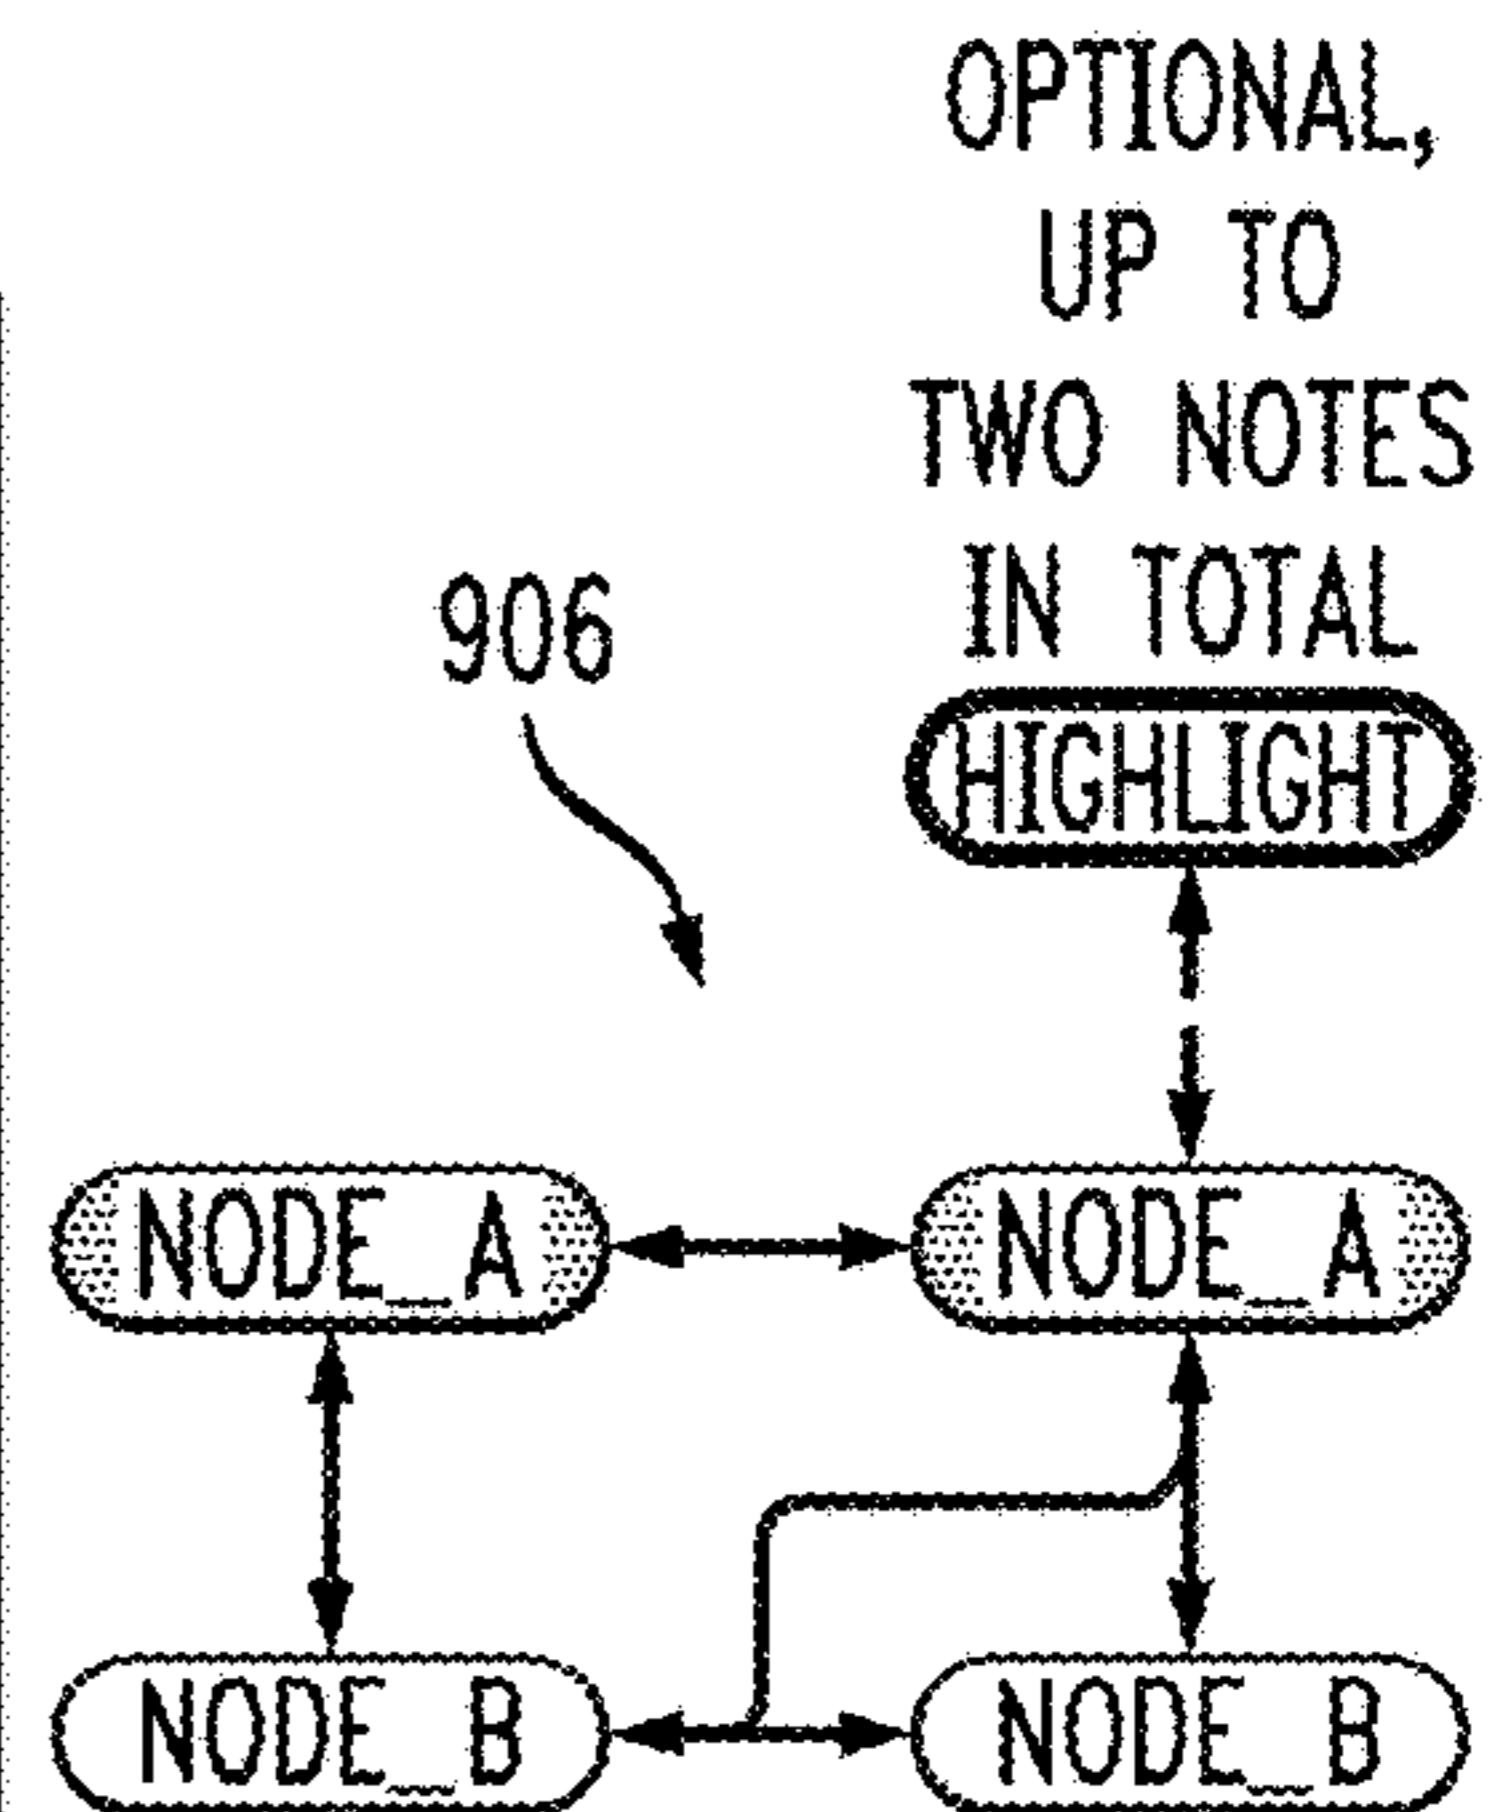 OPTIONAL,
UP TO
TWO NOTES
IN TOTAL
906
HIGHLIGHT
NODE_A NODE_A
NODE_B NODE_B